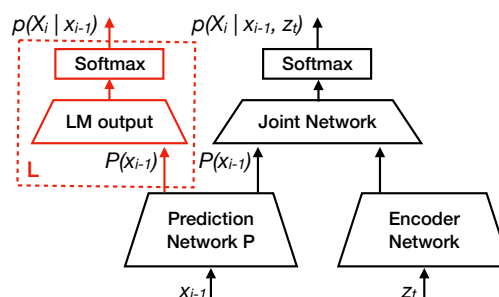 p(Xᵢ | xᵢ₋₁)
p(Xᵢ | xᵢ₋₁, zₜ)
Softmax
Softmax
LM output
Joint Network
L
P(xᵢ₋₁)
P(xᵢ₋₁)
Prediction
Network P
Encoder
Network
xᵢ₋₁
zₜ